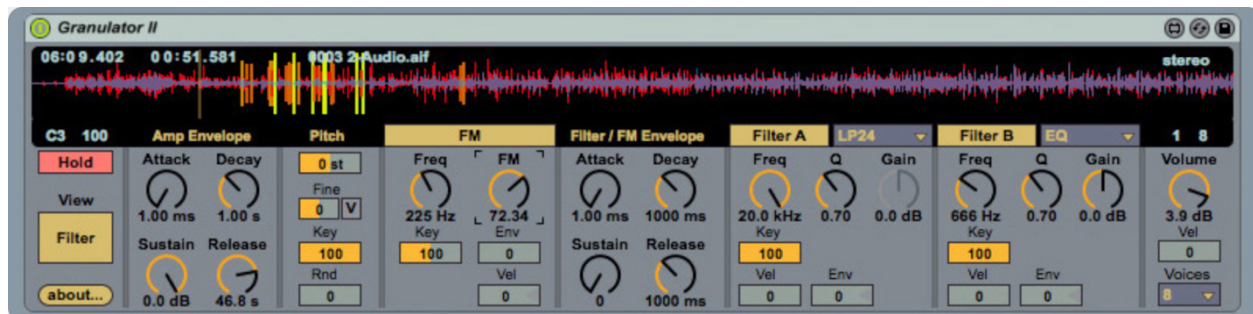 Granulator II
06:09.402 00:51.581 0003 2-Audio.aif stereo
C3 100 Amp Envelope Pitch FM Filter / FM Envelope Filter A LP24 Filter B EQ 1 8
Hold Attack Decay 0 st Freq FM Attack Decay Freq Q Gain Freq Q Gain Volume
View Fine
1.00 ms 1.00 s 0 V 225 Hz 72.34 1.00 ms 1000 ms 20.0 kHz 0.70 0.0 dB 666 Hz 0.70 0.0 dB 3.9 dB
Filter Sustain Release Key Key Env Sustain Release Key Key Vel
100 100 0 100 100 0
Rnd Vel Vel Env Vel Env Voices
about... 0.0 dB 46.8 s 0 0 0 1000 ms 0 0 0 0 8